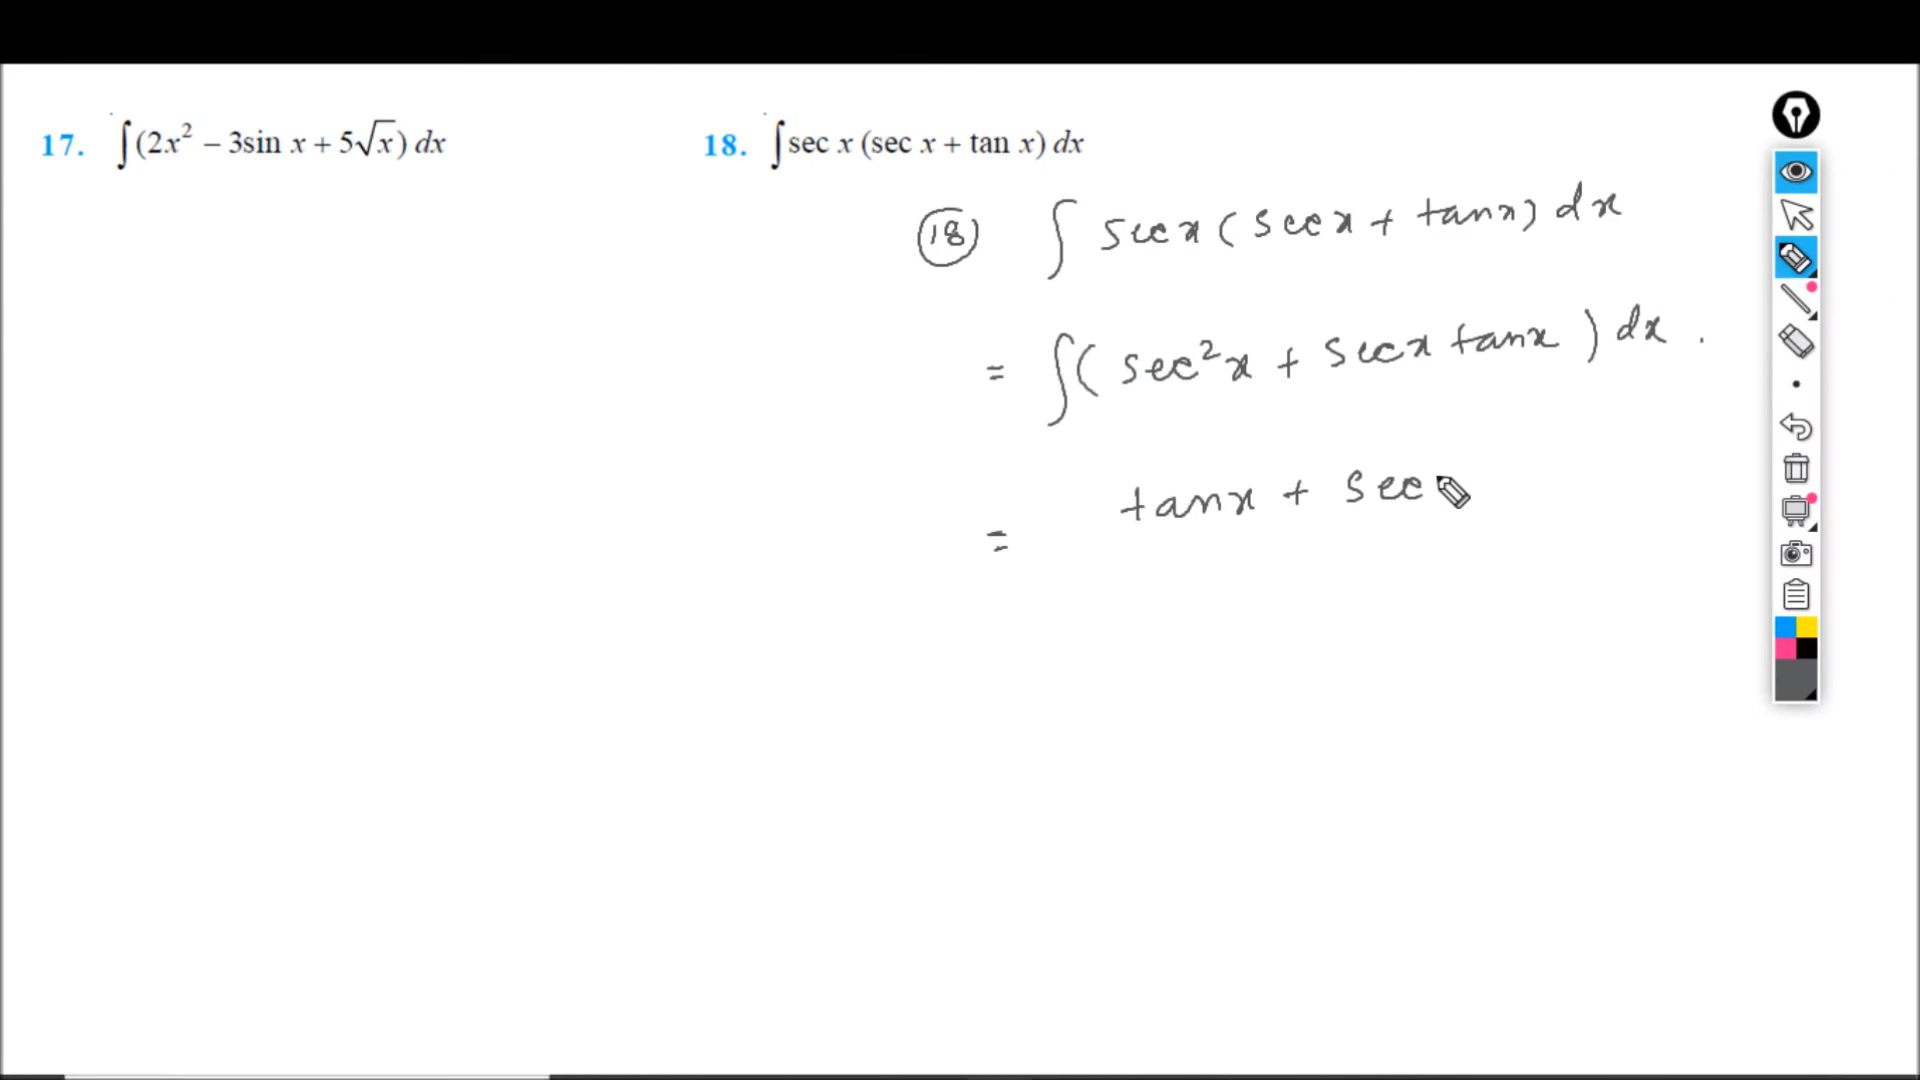 17. ∫(2x² – 3sin x + 5√x) dx
18. ∫sec x (sec x + tan x) dx
(18) ∫ secx (secx + tanx) dx
= ∫( sec²x + secx tanx ) dx .
= tanx + sec